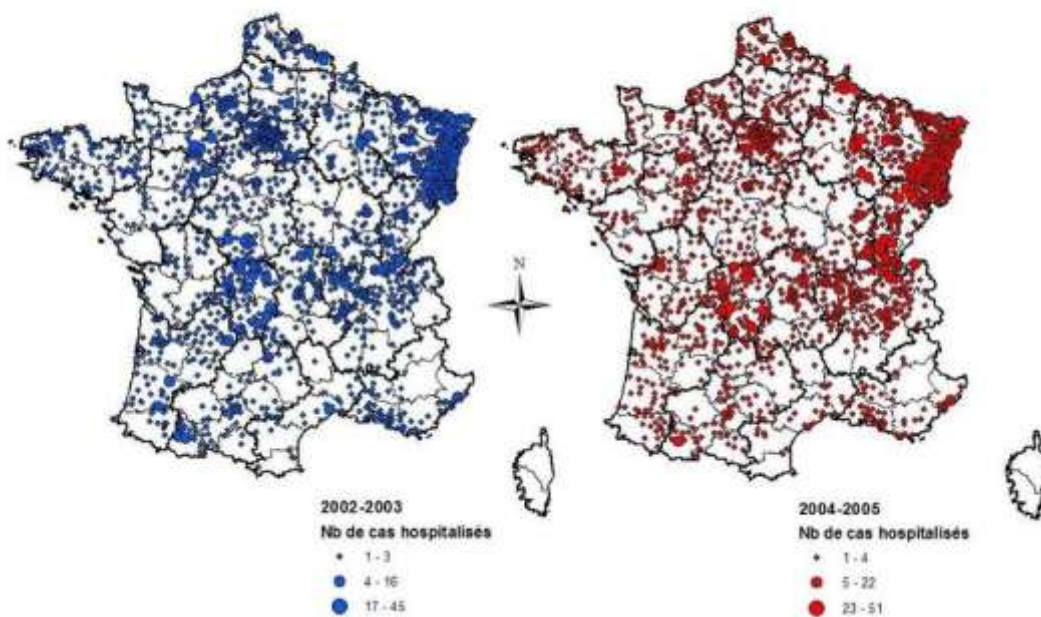 N
2002-2003
Nb de cas hospitalisés
1 - 3
4 - 16
17 - 45
2004-2005
Nb de cas hospitalisés
1 - 4
5 - 22
23 - 51